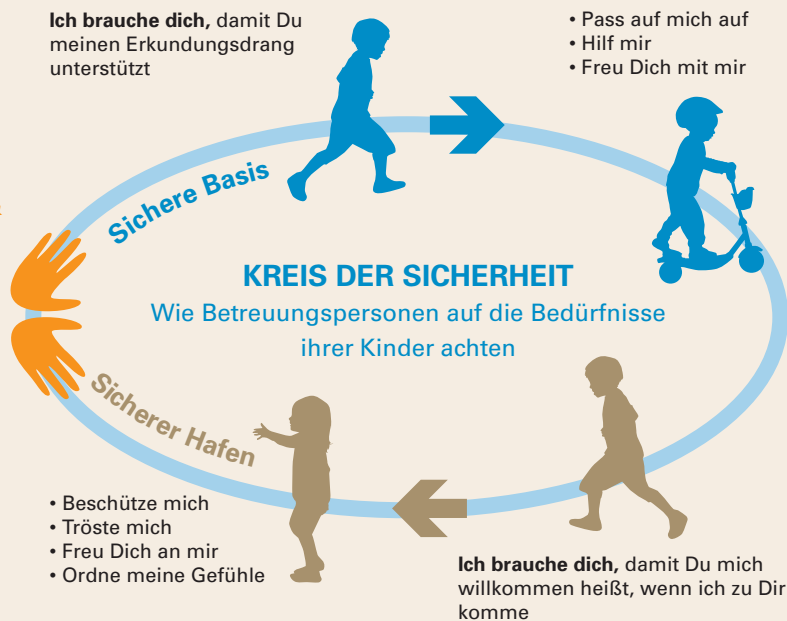 Ich brauche dich, damit Du
meinen Erkundungsdrang
unterstützt
• Pass auf mich auf
• Hilf mir
• Freu Dich mit mir
Sichere Basis
KREIS DER SICHERHEIT
Wie Betreuungspersonen auf die Bedürfnisse
ihrer Kinder achten
Sicherer Hafen
• Beschütze mich
• Tröste mich
• Freu Dich an mir
• Ordne meine Gefühle
Ich brauche dich, damit Du mich
willkommen heißt, wenn ich zu Dir
komme